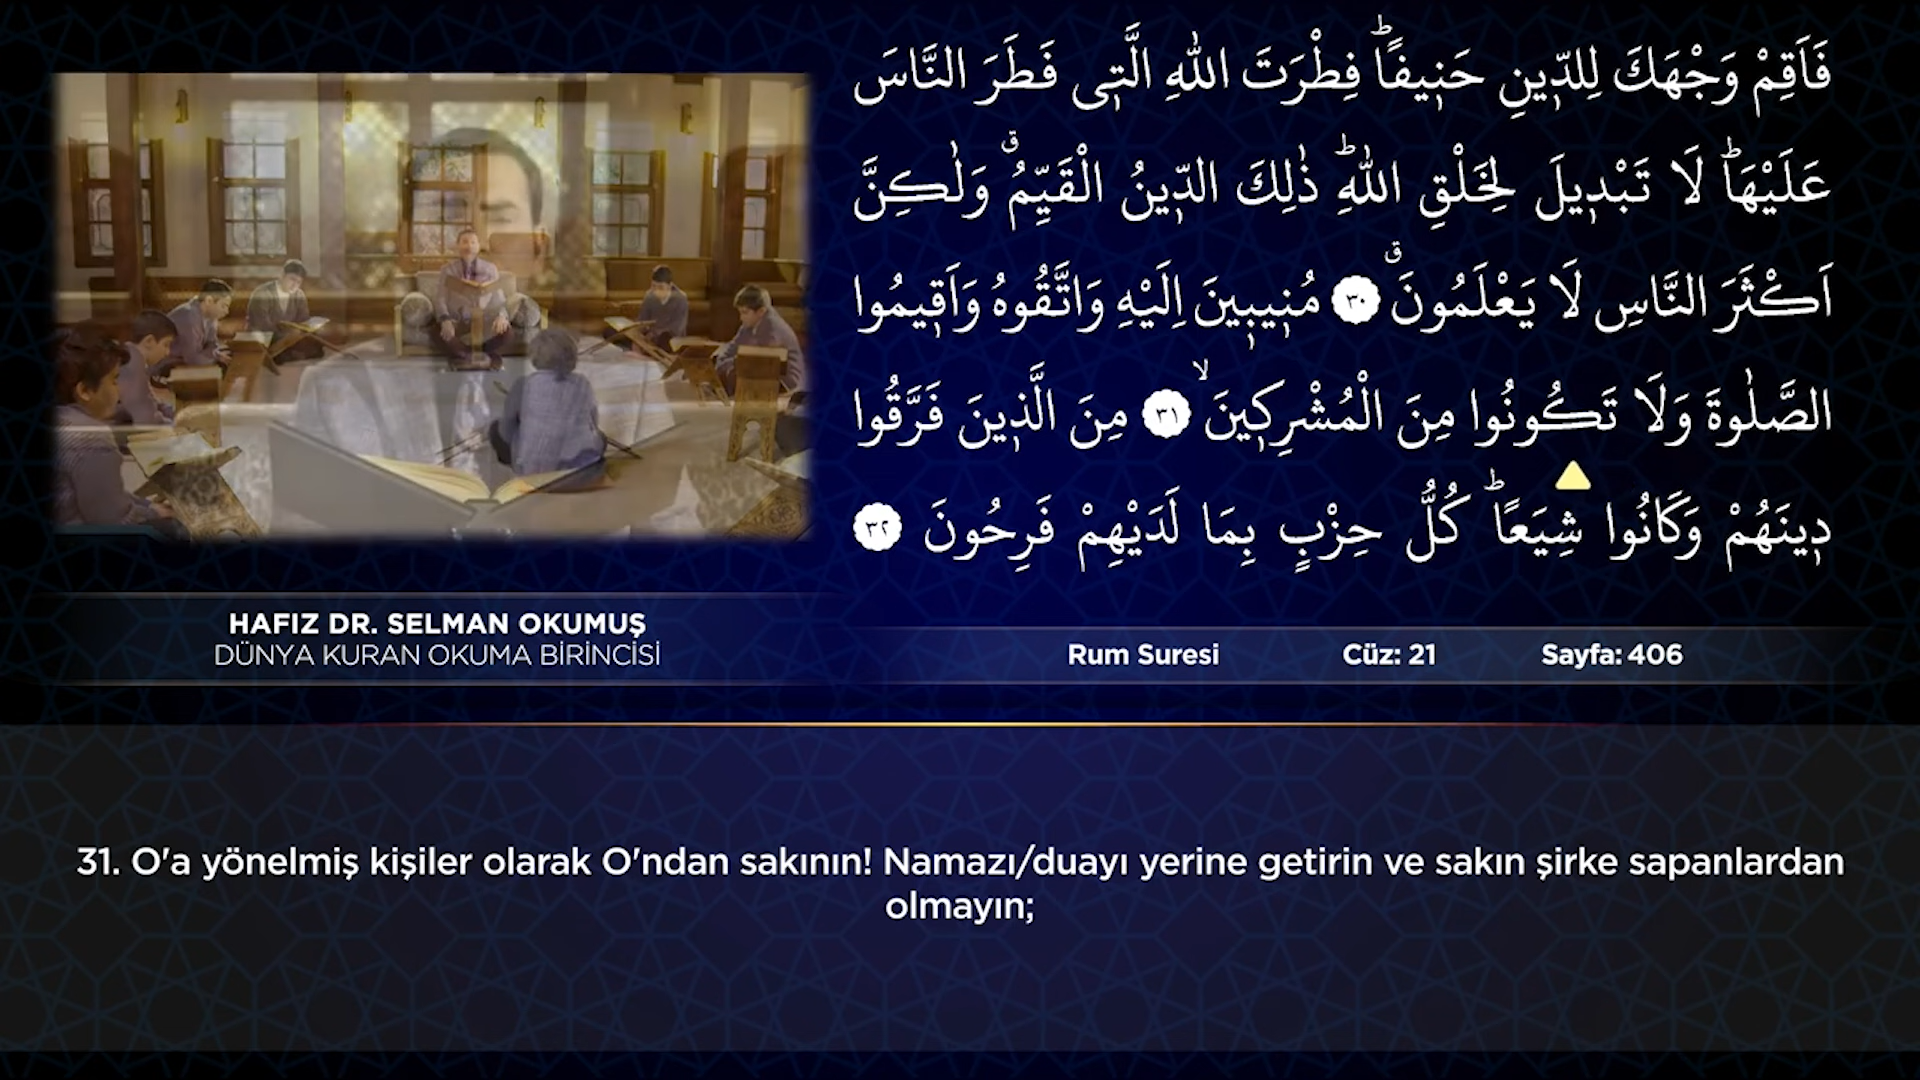 فَاَقِمْ وَجْهَكَ لِلدّ۪ينِ حَن۪يفاًۜ فِطْرَتَ اللّٰهِ الَّت۪ى فَطَرَ النَّاسَ
عَلَيْهَاۜ لَا تَبْد۪يلَ لِخَلْقِ اللّٰهِۜ ذٰلِكَ الدّ۪ينُ الْقَيِّمُۗ وَلٰكِنَّ
اَكْثَرَ النَّاسِ لَا يَعْلَمُونَۗ ﴿٣٠﴾ مُن۪يب۪ينَ اِلَيْهِ وَاتَّقُوهُ وَاَق۪يمُوا
الصَّلٰوةَ وَلَا تَكُونُوا مِنَ الْمُشْرِك۪ينَۙ ﴿٣١﴾ مِنَ الَّذ۪ينَ فَرَّقُوا
د۪ينَهُمْ وَكَانُوا شِيَعاًۜ كُلُّ حِزْبٍ بِمَا لَدَيْهِمْ فَرِحُونَ ﴿٣٢﴾
HAFIZ DR. SELMAN OKUMUŞ
DÜNYA KURAN OKUMA BİRİNCİSİ
Rum Suresi Cüz: 21 Sayfa: 406
31. O'a yönelmiş kişiler olarak O'ndan sakının! Namazı/duayı yerine getirin ve sakın şirke sapanlardan
olmayın;